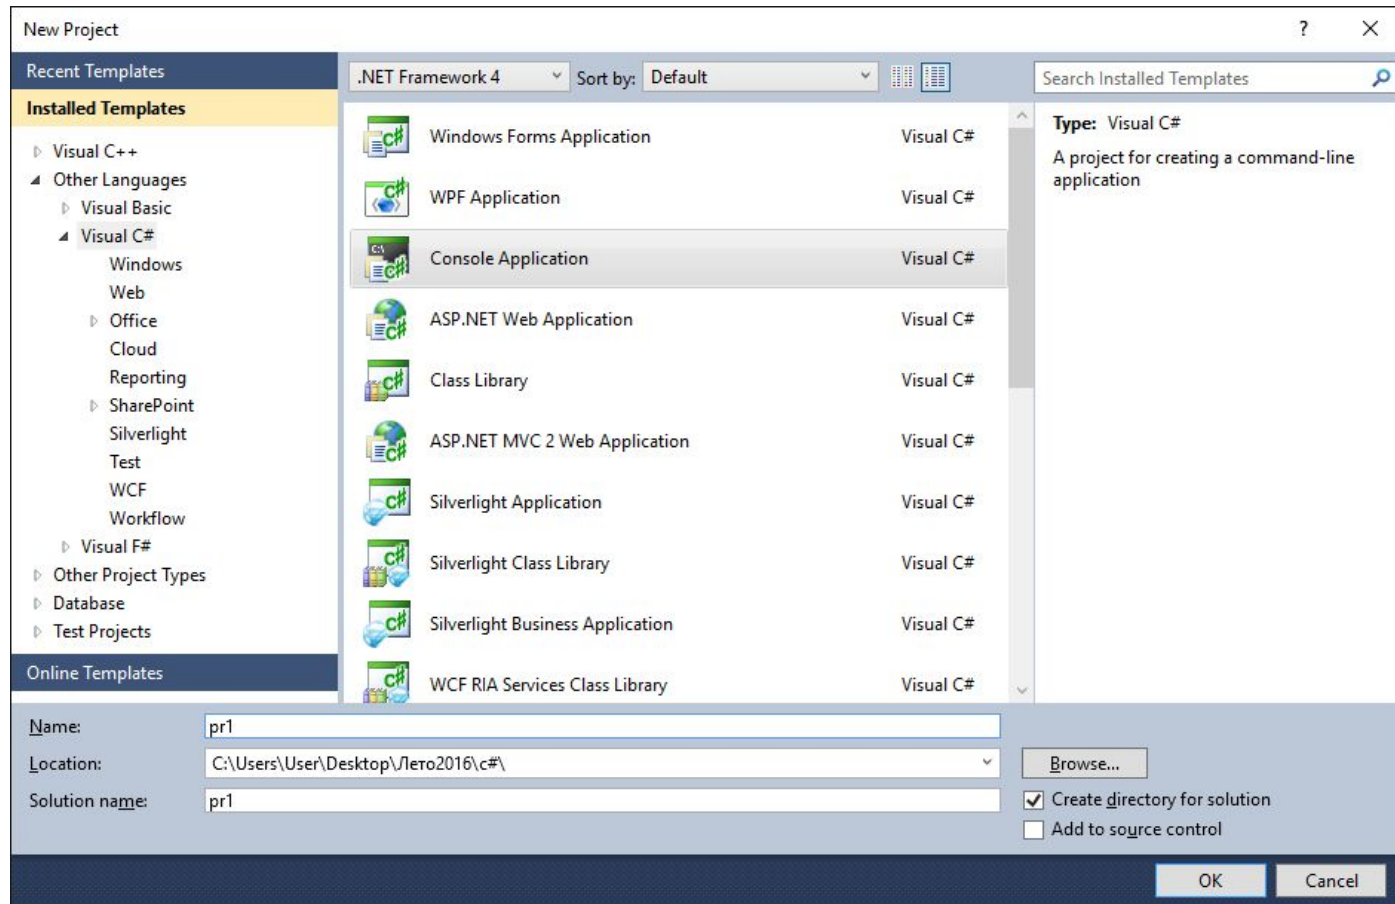 New Project
?
Recent Templates
Installed Templates
Visual C++
Other Languages
Visual Basic
Visual C#
Windows
Web
Office
Cloud
Reporting
SharePoint
Silverlight
Test
WCF
Workflow
Visual F#
Other Project Types
Database
Test Projects
Online Templates
.NET Framework 4
Sort by: Default
Search Installed Templates
Windows Forms Application Visual C#
WPF Application Visual C#
Console Application Visual C#
ASP.NET Web Application Visual C#
Class Library Visual C#
ASP.NET MVC 2 Web Application Visual C#
Silverlight Application Visual C#
Silverlight Class Library Visual C#
Silverlight Business Application Visual C#
WCF RIA Services Class Library Visual C#
Type: Visual C#
A project for creating a command-line
application
Name: pr1
Location: C:\Users\User\Desktop\Лето2016\c#\
Browse...
Solution name: pr1
Create directory for solution
Add to source control
OK Cancel